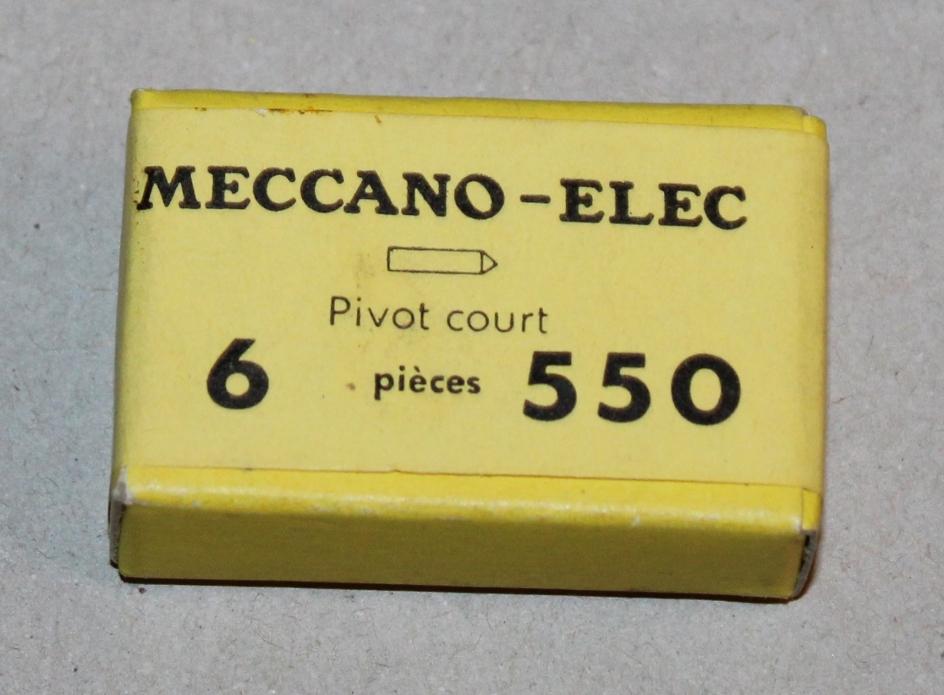 MECCANO-ELEC
Pivot court
6 pièces 550